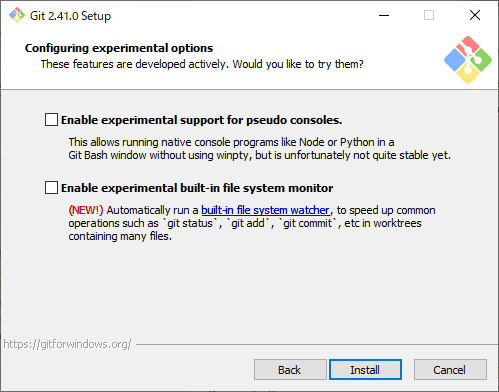 Git 2.41.0 Setup
Configuring experimental options
These features are developed actively. Would you like to try them?
Enable experimental support for pseudo consoles.
This allows running native console programs like Node or Python in a
Git Bash window without using winpty, but is unfortunately not quite stable yet.
Enable experimental built-in file system monitor
(NEW!) Automatically run a built-in file system watcher, to speed up common
operations such as `git status`, `git add`, `git commit`, etc in worktrees
containing many files.
https://gitforwindows.org/
Back Install Cancel